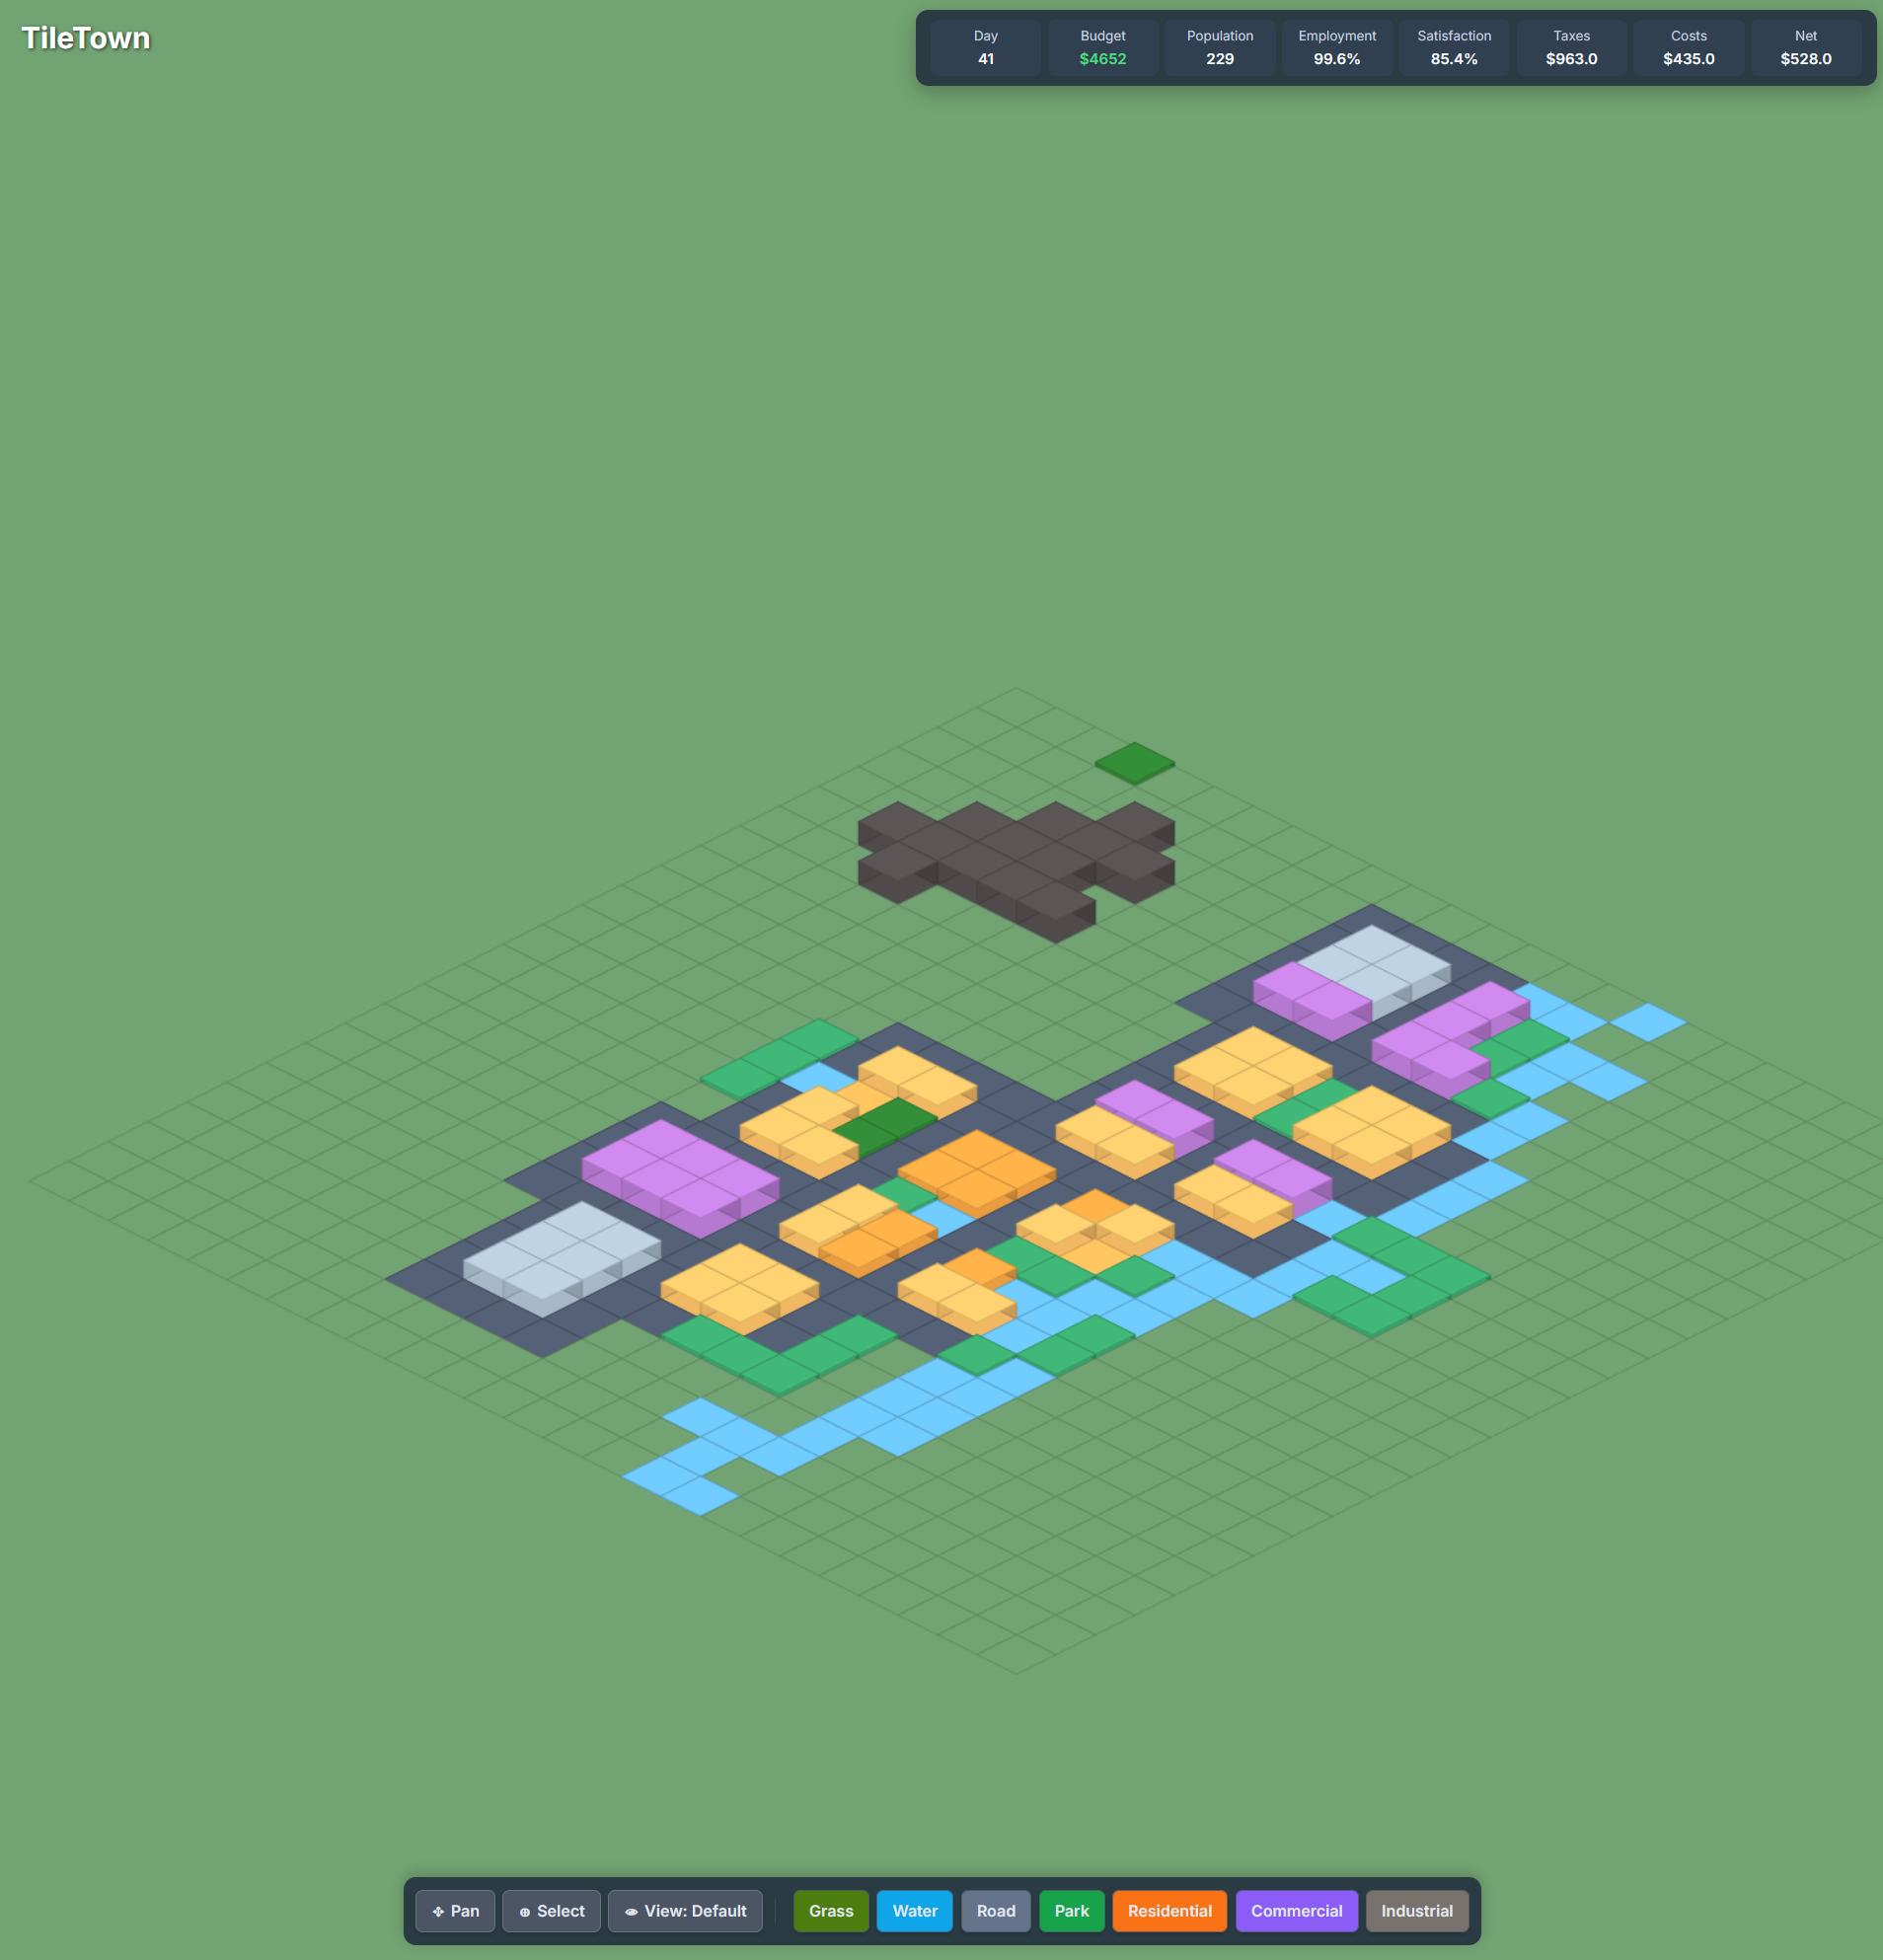 TileTown
Day
41
Budget
$4652
Population
229
Employment
99.6%
Satisfaction
85.4%
Taxes
$963.0
Costs
$435.0
Net
$528.0
Pan
Select
View: Default
Grass
Water
Road
Park
Residential
Commercial
Industrial